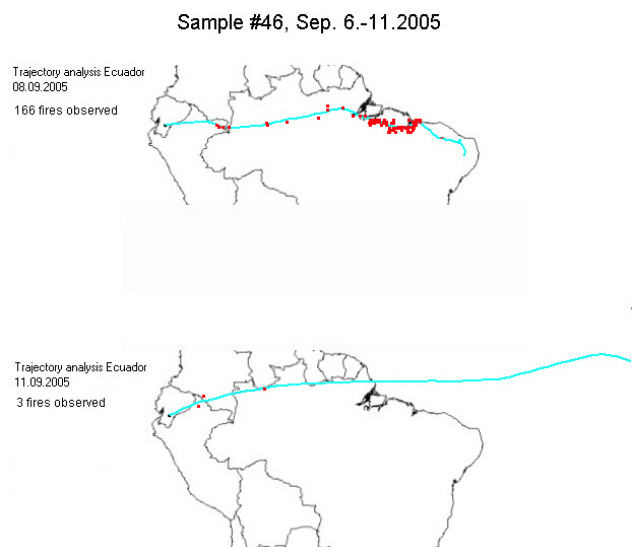 Sample #46, Sep. 6.-11.2005
Trajectory analysis Ecuador
08.09.2005
166 fires observed
Trajectory analysis Ecuador
11.09.2005
3 fires observed